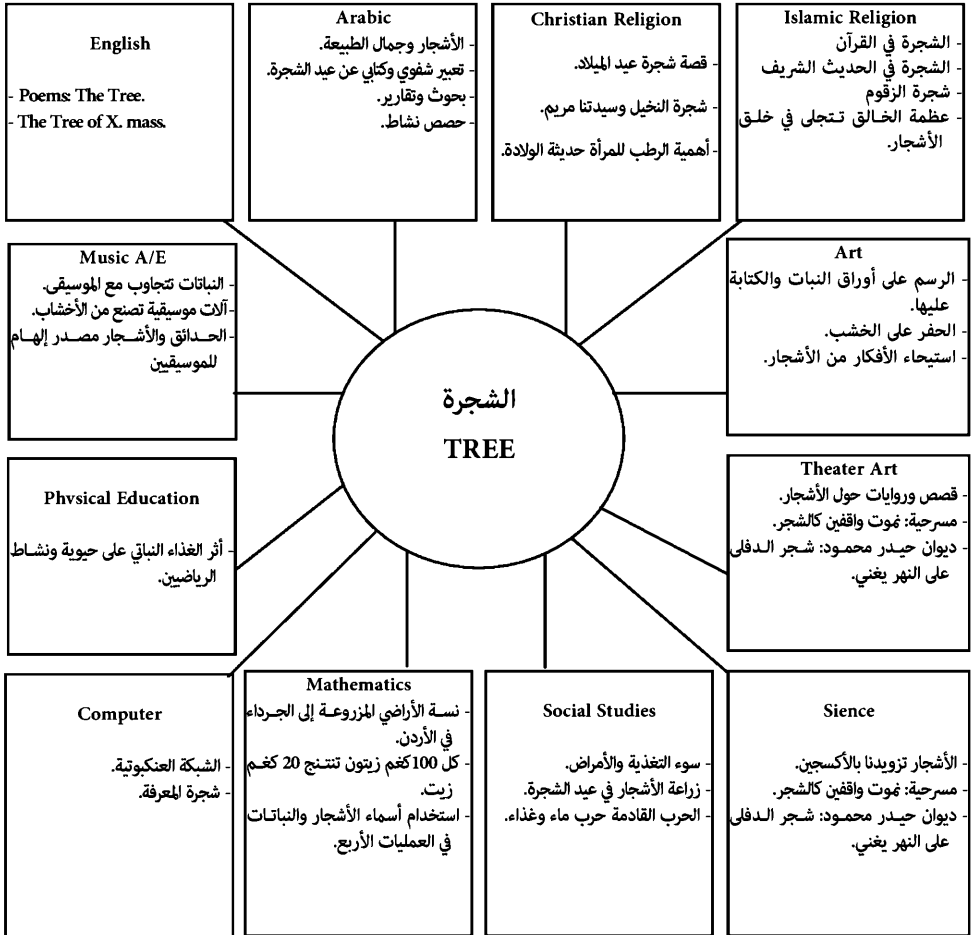 English
- Poems: The Tree.
- The Tree of X. mass.
Arabic
- الأشجار وجمال الطبيعة.
- تعبير شفوي وكتابي عن عيد الشجرة.
- بحوث وتقارير.
- حصص نشاط.
Christian Religion
- قصة شجرة عيد الميلاد.
- شجرة النخيل وسيدتنا مريم.
- أهمية الرطب للمرأة حديثة الولادة.
Islamic Religion
- الشجرة في القرآن
- الشجرة في الحديث الشريف
- شجرة الزقوم
- عظمة الخالق تتجلى في خلق
الأشجار.
Music A/E
- النباتات تتجاوب مع الموسيقى.
- آلات موسيقية تصنع من الأخشاب.
- الحدائق والأشجار مصدر إلهام
للموسيقيين
الشجرة
TREE
Art
- الرسم على أوراق النبات والكتابة
عليها.
- الحفر على الخشب.
- استيحاء الأفكار من الأشجار.
Phvsical Education
- أثر الغذاء النباتي على حيوية ونشاط
الرياضيين.
Theater Art
- قصص وروايات حول الأشجار.
- مسرحية: نموت واقفين كالشجر.
- ديوان حيدر محمود: شجر الدفلى
على النهر يغني.
Computer
- الشبكة العنكبوتية.
- شجرة المعرفة.
Mathematics
- نسة الأراضي المزروعة إلى الجرداء
في الأردن.
- كل 100كغم زيتون تنتنج 20 كغم
زيت.
- استخدام أسماء الأشجار والنباتات
في العمليات الأربع.
Social Studies
- سوء التغذية والأمراض.
- زراعة الأشجار في عيد الشجرة.
- الحرب القادمة حرب ماء وغذاء.
Sience
- الأشجار تزويدنا بالأكسجين.
- مسرحية: نموت واقفين كالشجر.
- ديوان حيدر محمود: شجر الدفلى
على النهر يغني.